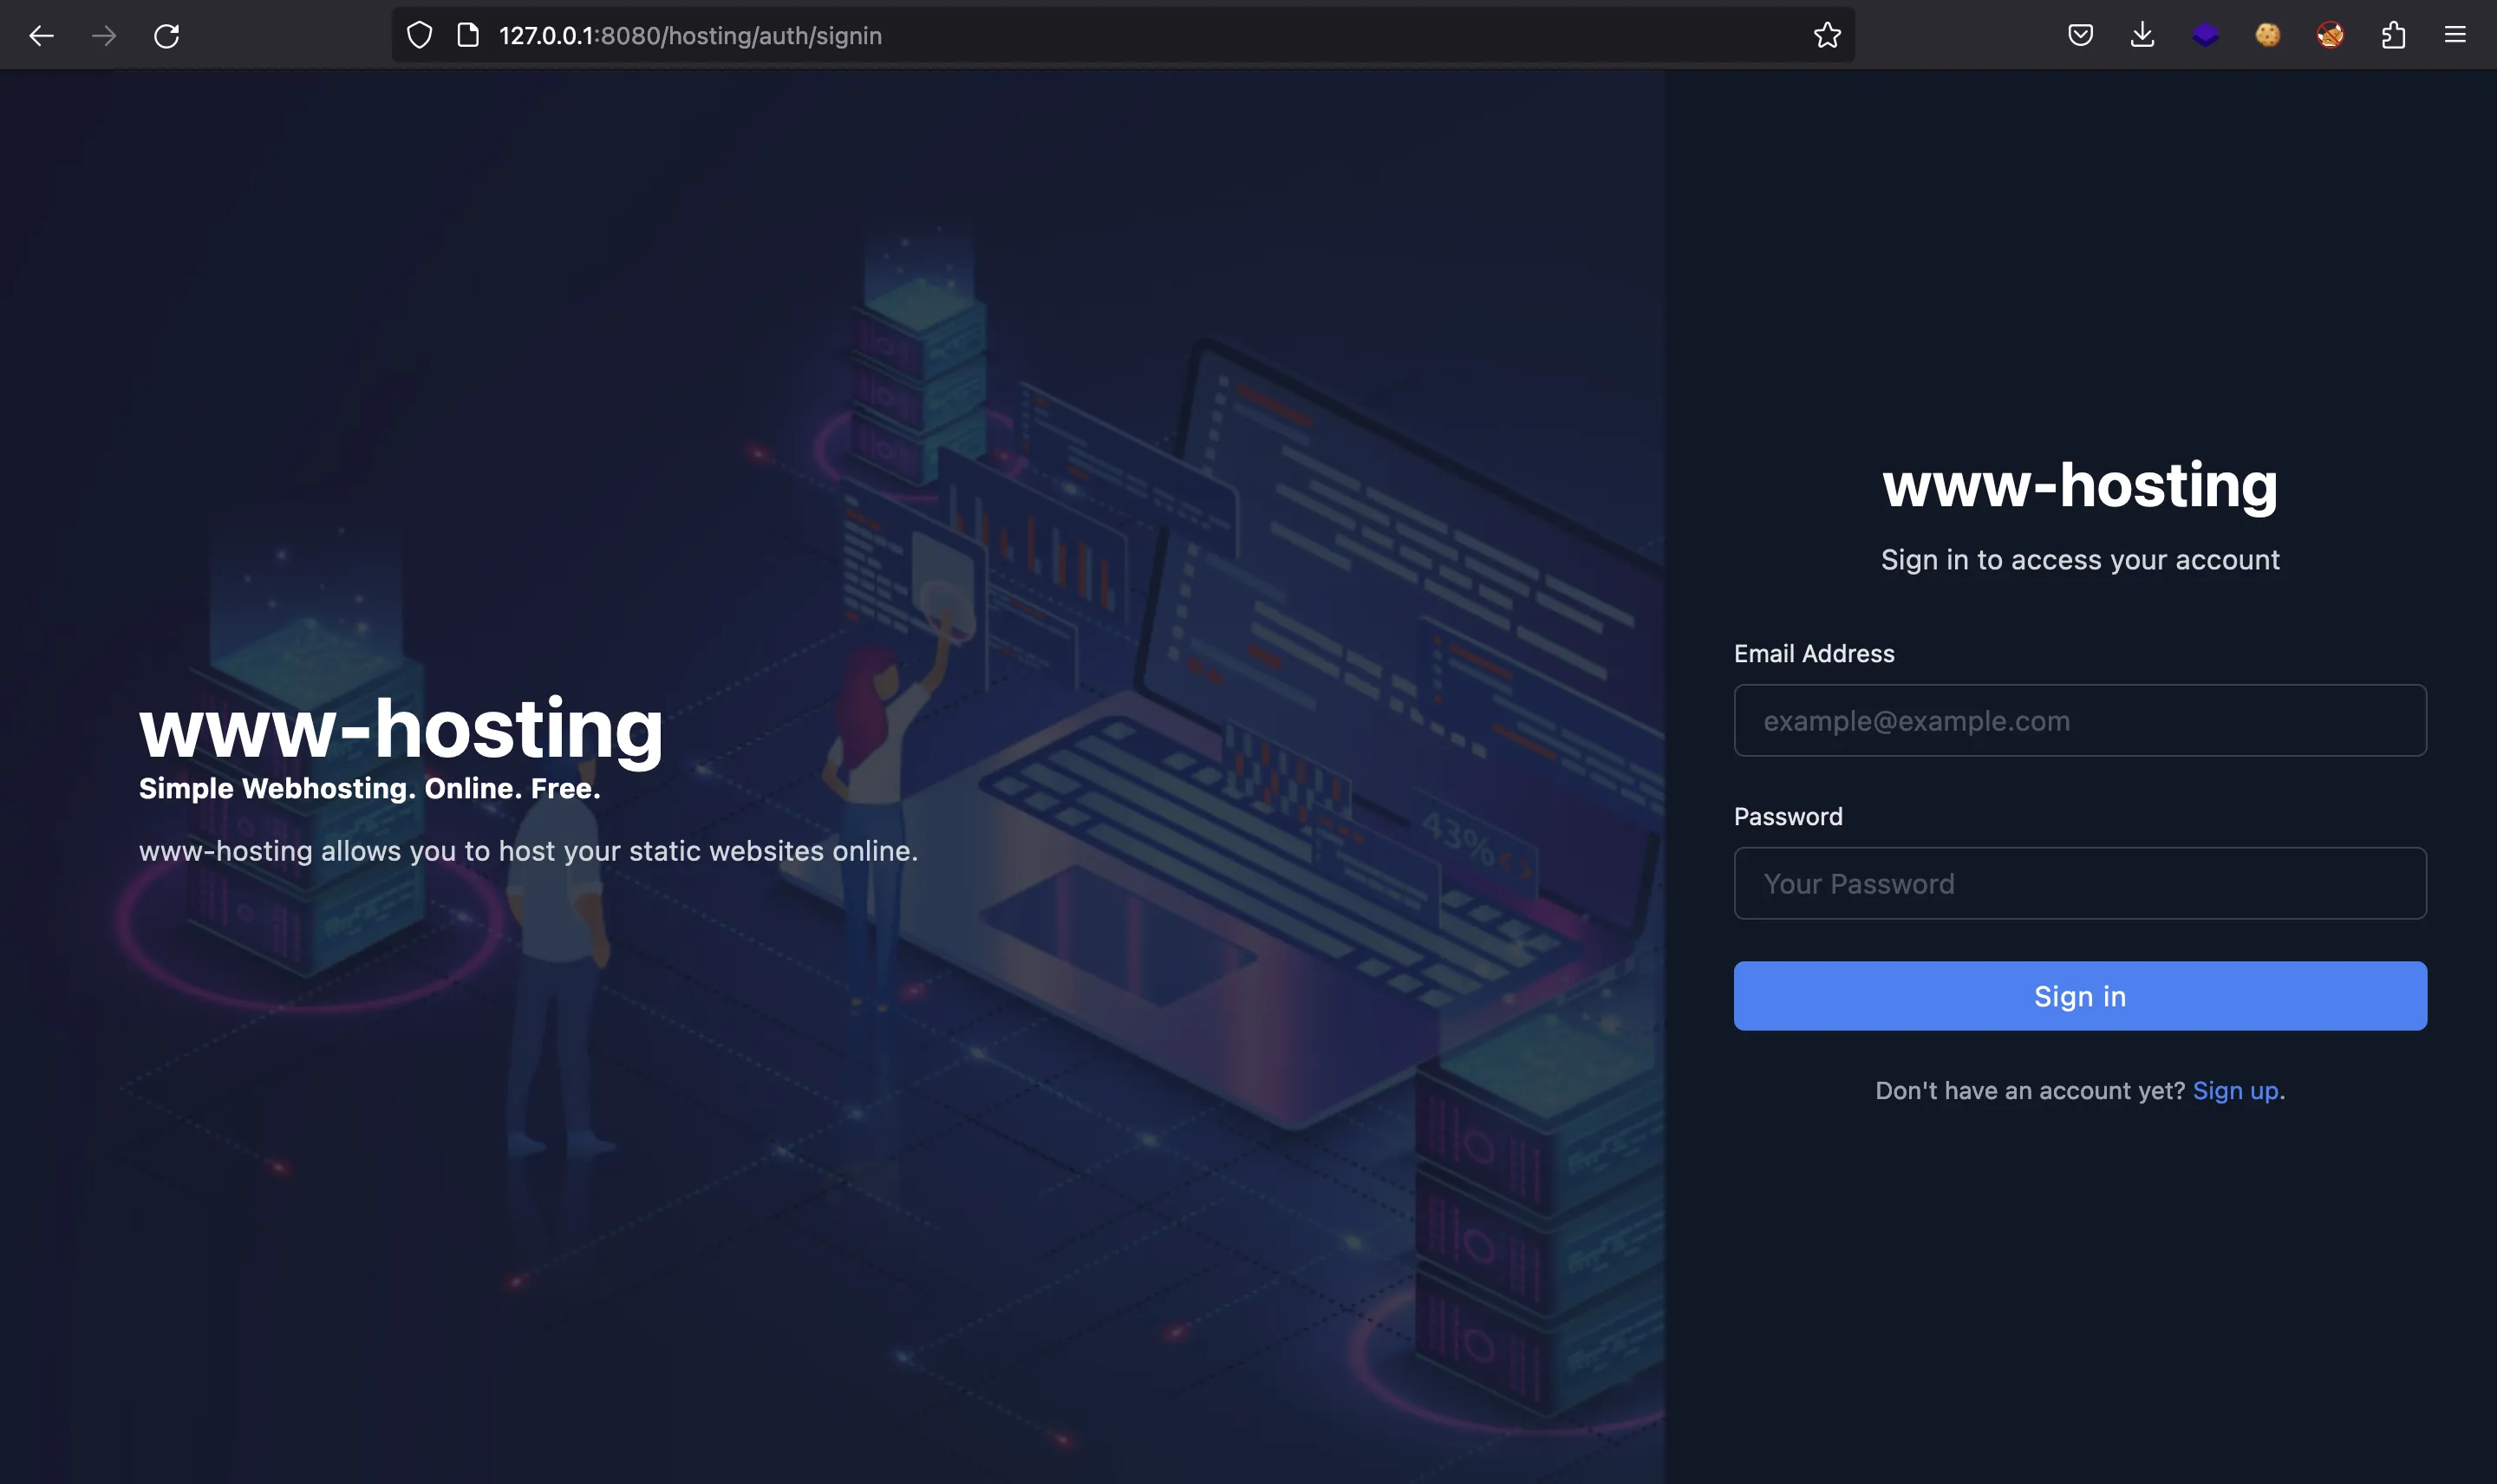 127.0.0.1:8080/hosting/auth/signin
www-hosting
Simple Webhosting. Online. Free.
www-hosting allows you to host your static websites online.
43%
www-hosting
Sign in to access your account
Email Address
example@example.com
Password
Your Password
Sign in
Don't have an account yet? Sign up.